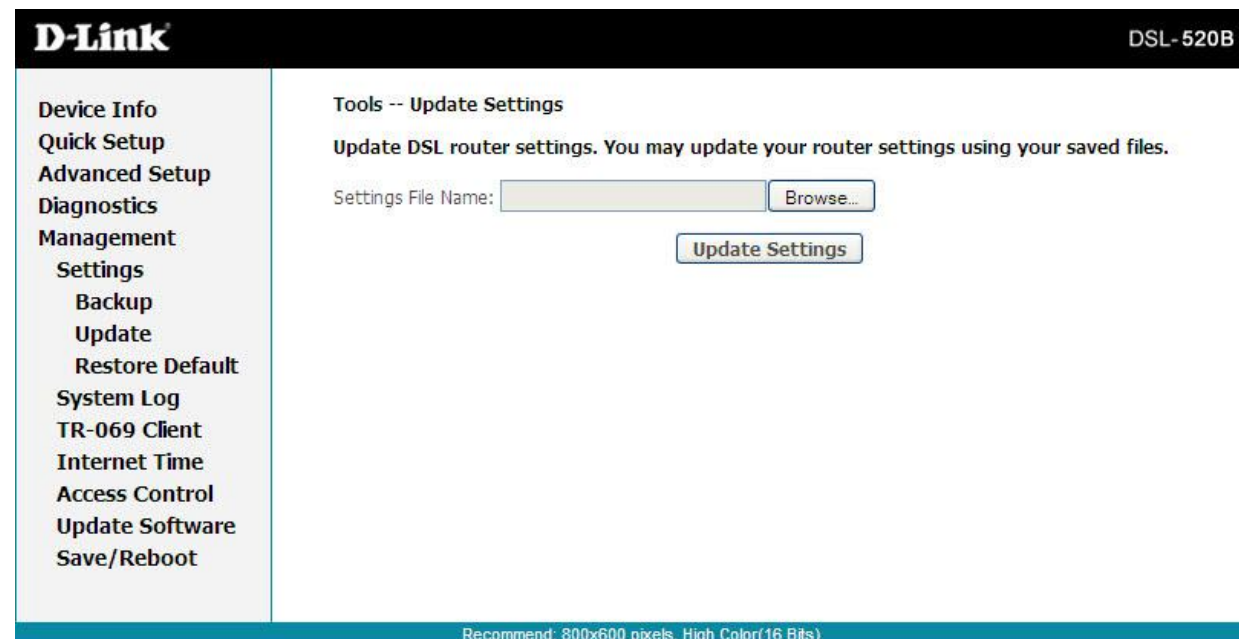 D-Link
DSL-520B
Device Info
Quick Setup
Advanced Setup
Diagnostics
Management
Settings
Backup
Update
Restore Default
System Log
TR-069 Client
Internet Time
Access Control
Update Software
Save/Reboot
Tools -- Update Settings
Update DSL router settings. You may update your router settings using your saved files.
Settings File Name: Browse...
Update Settings
Recommend: 800x600 pixels, High Color(16 Bits)